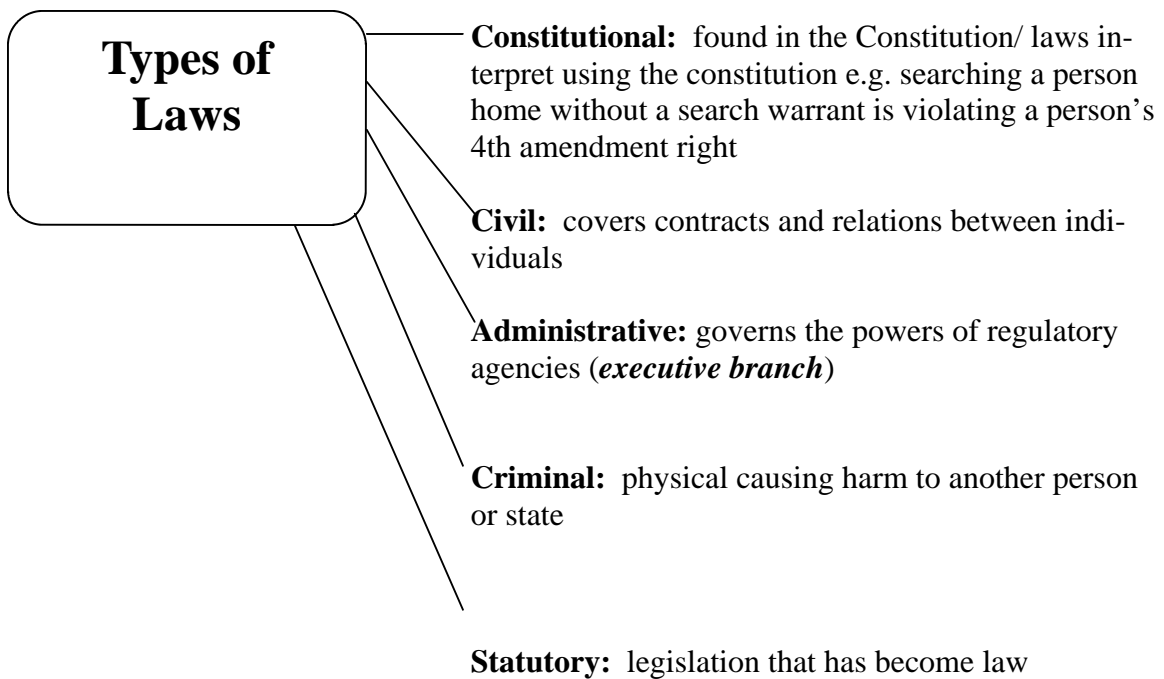 Types of
Laws
Constitutional:  found in the Constitution/ laws in-
terpret using the constitution e.g. searching a person
home without a search warrant is violating a person's
4th amendment right
Civil:  covers contracts and relations between indi-
viduals
Administrative: governs the powers of regulatory
agencies (executive branch)
Criminal:  physical causing harm to another person
or state
Statutory:  legislation that has become law